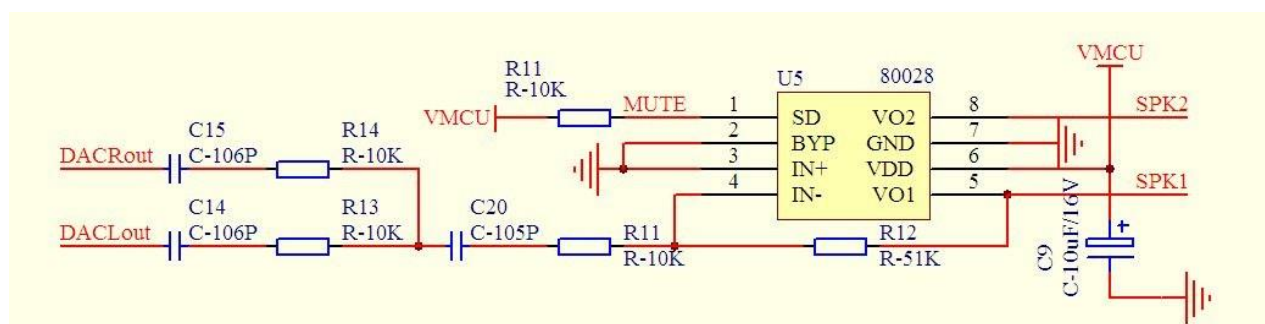 VMCU
R11
R-10K
U5
80028
VMCU
MUTE
1
SD
VO2
8
SPK2
2
BYP
GND
7
3
IN+
VDD
6
4
IN-
VO1
5
SPK1
C15
C-106P
R14
R-10K
DACRout
C14
C-106P
R13
R-10K
DACLout
C20
C-105P
R11
R-10K
R12
R-51K
C9
C-10uF/16V
+